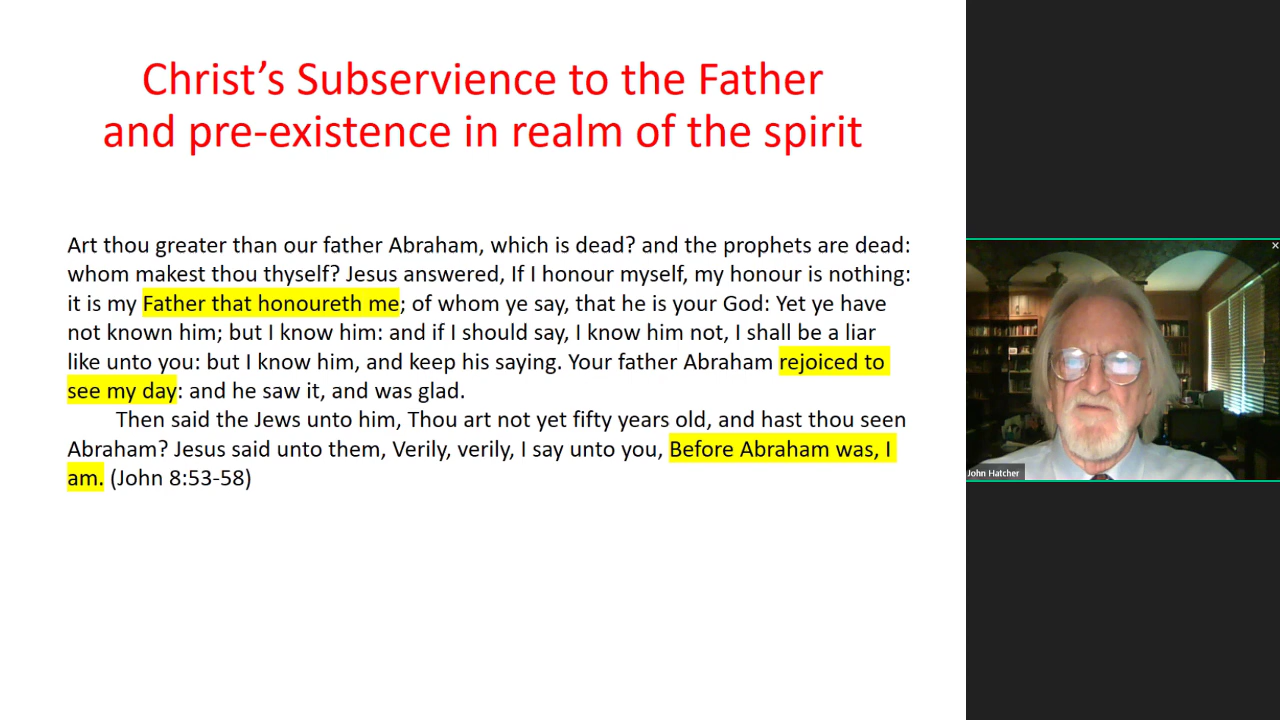 Christ’s Subservience to the Father
and pre-existence in realm of the spirit
Art thou greater than our father Abraham, which is dead? and the prophets are dead:
whom makest thou thyself? Jesus answered, If I honour myself, my honour is nothing:
it is my Father that honoureth me; of whom ye say, that he is your God: Yet ye have
not known him; but I know him: and if I should say, I know him not, I shall be a liar
like unto you: but I know him, and keep his saying. Your father Abraham rejoiced to
see my day: and he saw it, and was glad.
Then said the Jews unto him, Thou art not yet fifty years old, and hast thou seen
Abraham? Jesus said unto them, Verily, verily, I say unto you, Before Abraham was, I
am. (John 8:53-58)
John Hatcher